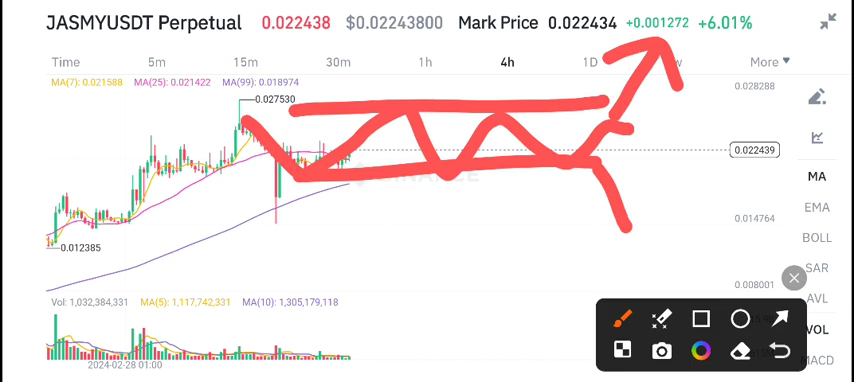 JASMYUSDT Perpetual 0.022438 $0.02243800 Mark Price 0.022434 +0.001272 +6.01%
Time 5m 15m 30m 1h 4h 1D More
MA(7): 0.021588 MA(25): 0.021422 MA(99): 0.018974
0.028288
0.027530
0.022439
MA
EMA
0.014764
BOLL
0.012385
SAR
0.008001
AVL
Vol: 1,032,384,331 MA(5): 1,117,742,331 MA(10): 1,305,179,118
VOL
MACD
2024-02-28 01:00